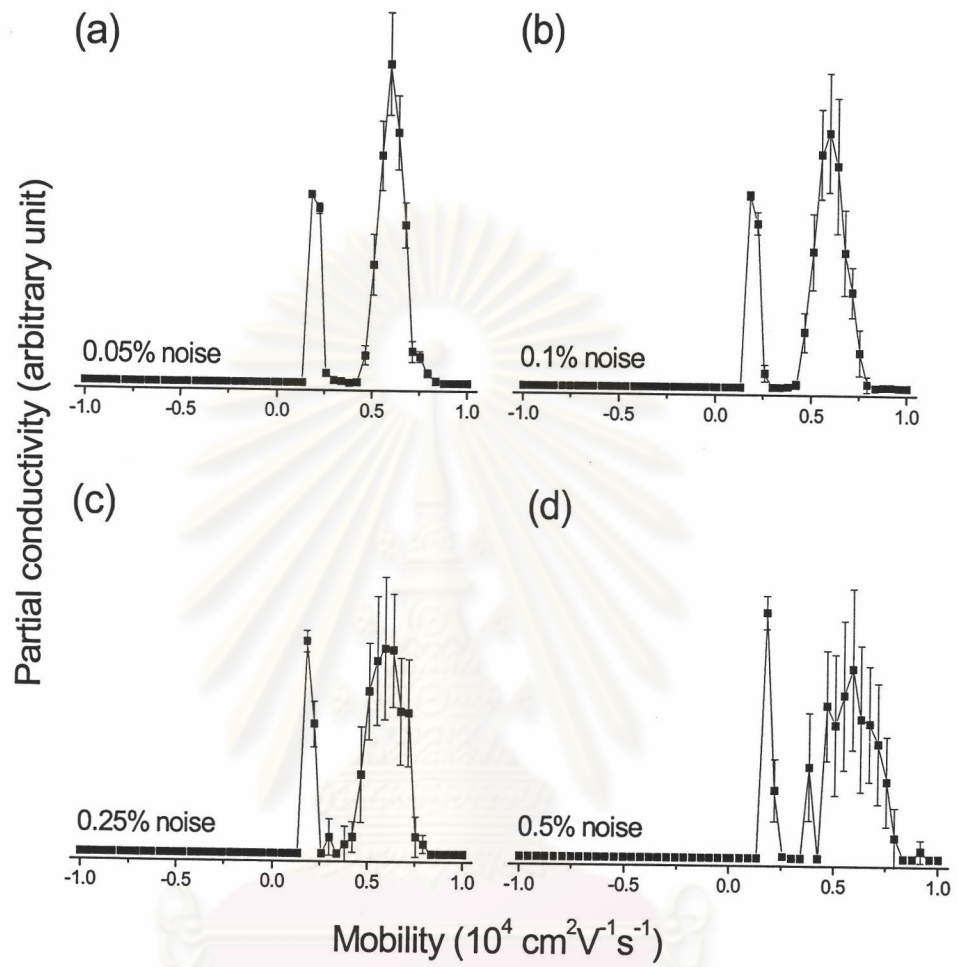 (a)
(b)
Partial conductivity (arbitrary unit)
0.05% noise
0.1% noise
-1.0 -0.5 0.0 0.5 1.0
-1.0 -0.5 0.0 0.5 1.0
(c)
(d)
0.25% noise
0.5% noise
-1.0 -0.5 0.0 0.5 1.0
-1.0 -0.5 0.0 0.5 1.0
Mobility (10⁴ cm²V⁻¹s⁻¹)